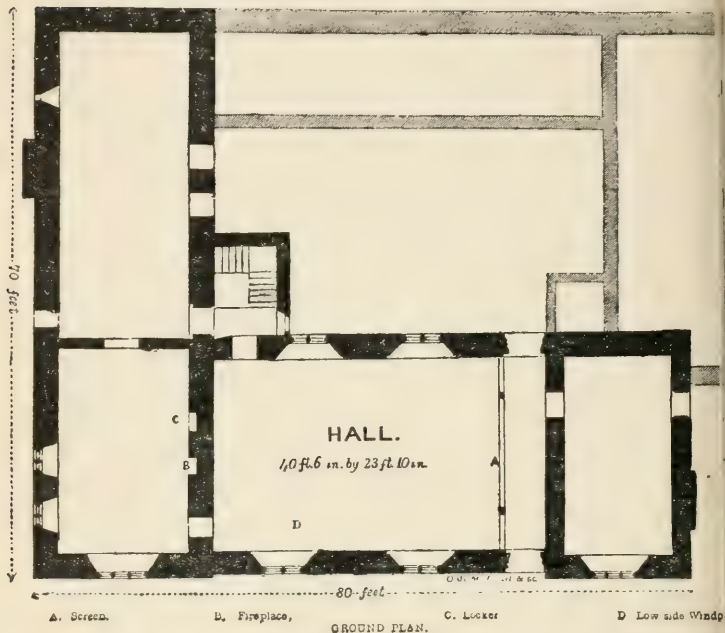 70 feet
C
B
HALL.
40 ft. 6 in. by 23 ft. 10 in.
A
D
80 feet
A. Screen. B. Fireplace, C. Locker D Low side Windo
GROUND PLAN.